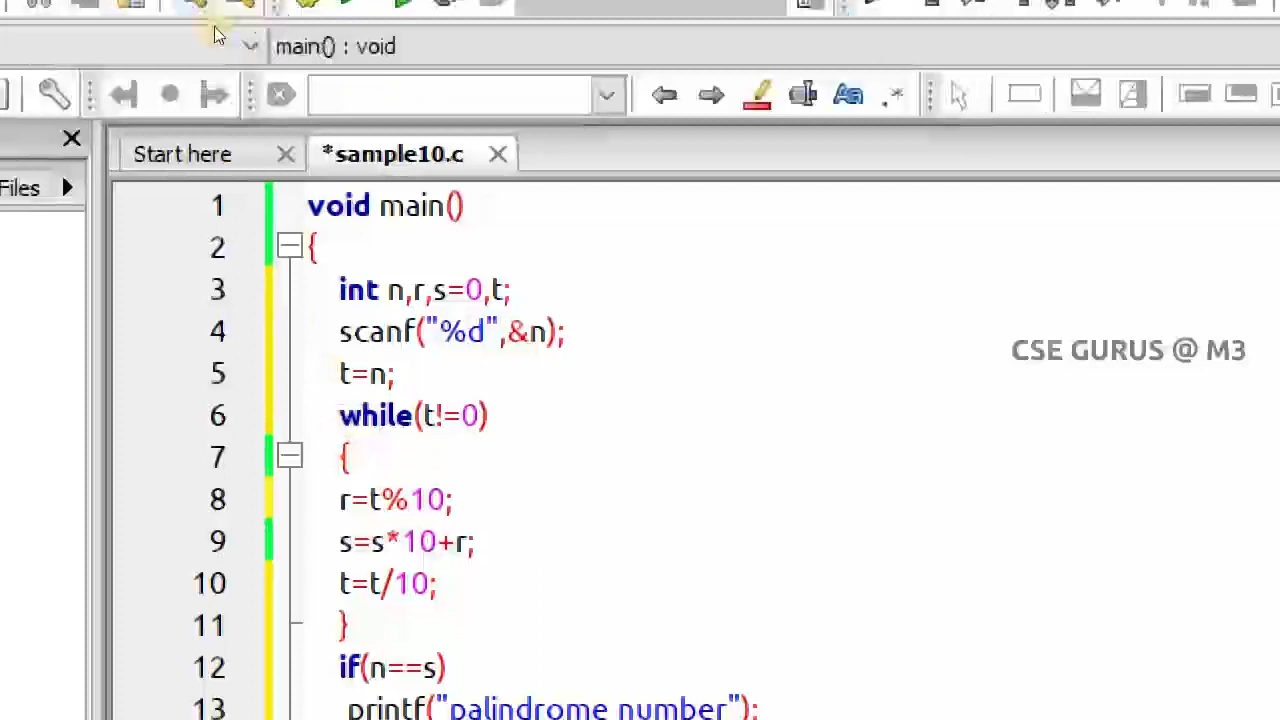 main() : void
Start here
*sample10.c
Files
1 void main()
2 {
3 int n,r,s=0,t;
4 scanf("%d",&n);
5 t=n;
6 while(t!=0)
7 {
8 r=t%10;
9 s=s*10+r;
10 t=t/10;
11 }
12 if(n==s)
13 printf("palindrome number");
CSE GURUS @ M3